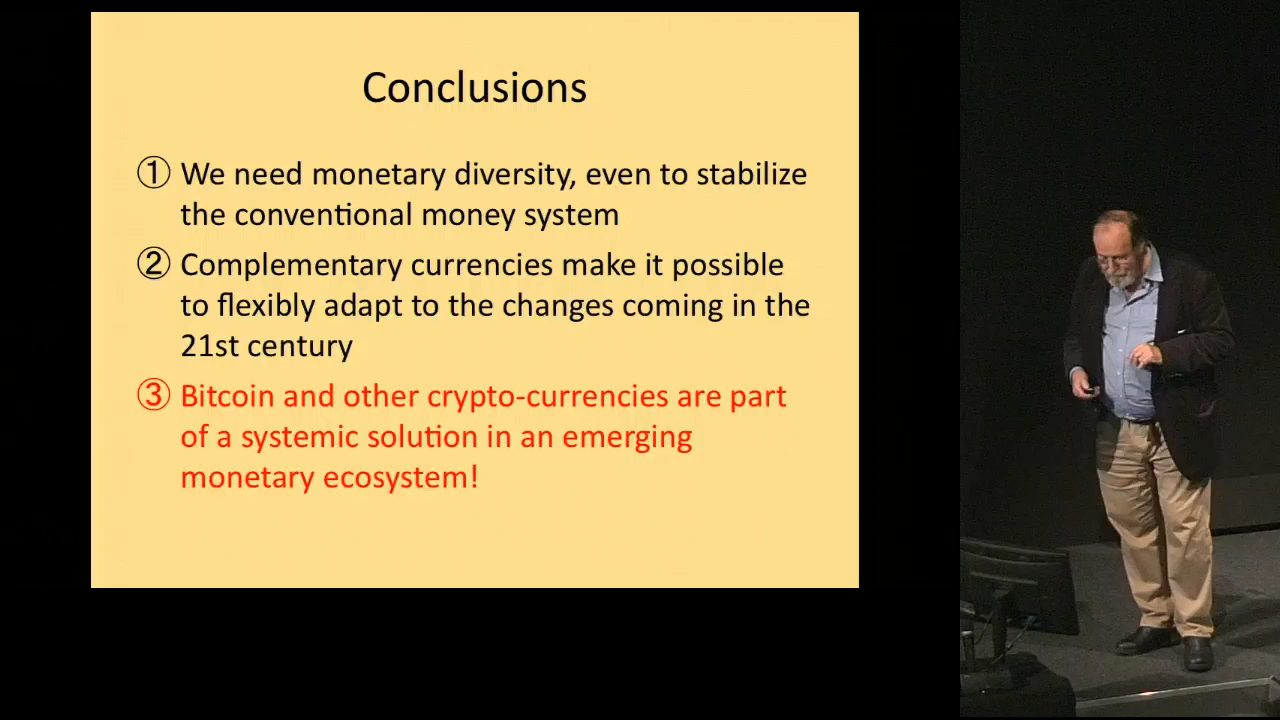 Conclusions
① We need monetary diversity, even to stabilize
the conventional money system
② Complementary currencies make it possible
to flexibly adapt to the changes coming in the
21st century
③ Bitcoin and other crypto-currencies are part
of a systemic solution in an emerging
monetary ecosystem!